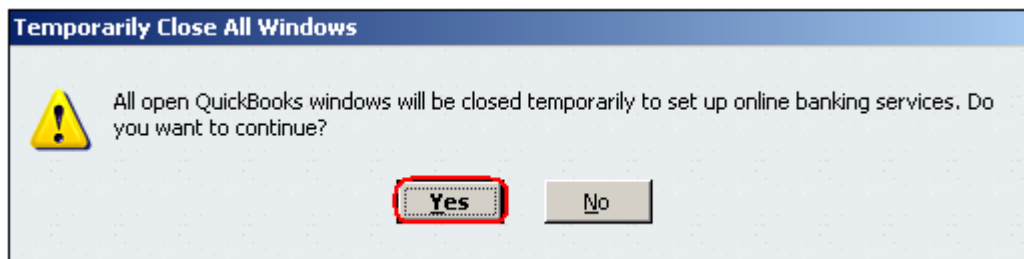 Temporarily Close All Windows
All open QuickBooks windows will be closed temporarily to set up online banking services. Do
you want to continue?
Yes No